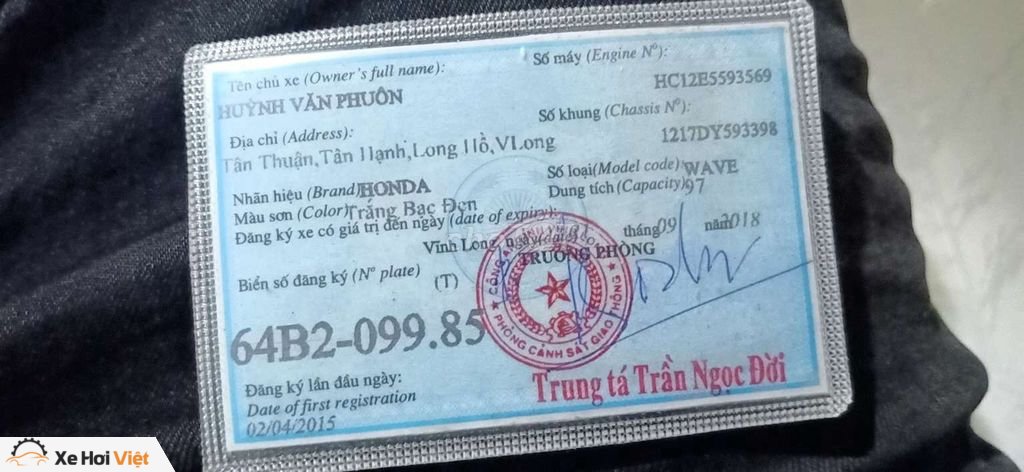 Tên chủ xe (Owner's full name):
HUỲNH VĂN PHUÔN
Số máy (Engine Nº):
HC12E5593569
Địa chỉ (Address):
Tân Thuận,Tân Hạnh,Long Hồ,VLong
Số khung (Chassis Nº):
1217DY593398
Nhãn hiệu (Brand) HONDA
Số loại(Model code) WAVE
Màu sơn (Color) Trắng Bạc Đen
Dung tích (Capacity) 97
Đăng ký xe có giá trị đến ngày (date of expiry):
Vĩnh Long, ngày (date) tháng 09 năm 2018
TRƯỞNG PHÒNG
Biển số đăng ký (Nº plate) (T)
64B2-099.85
PHÒNG CẢNH SÁT GIAO THÔNG
Đăng ký lần đầu ngày:
Date of first registration
02/04/2015
Trung tá Trần Ngọc Đời
Xe Hơi Việt